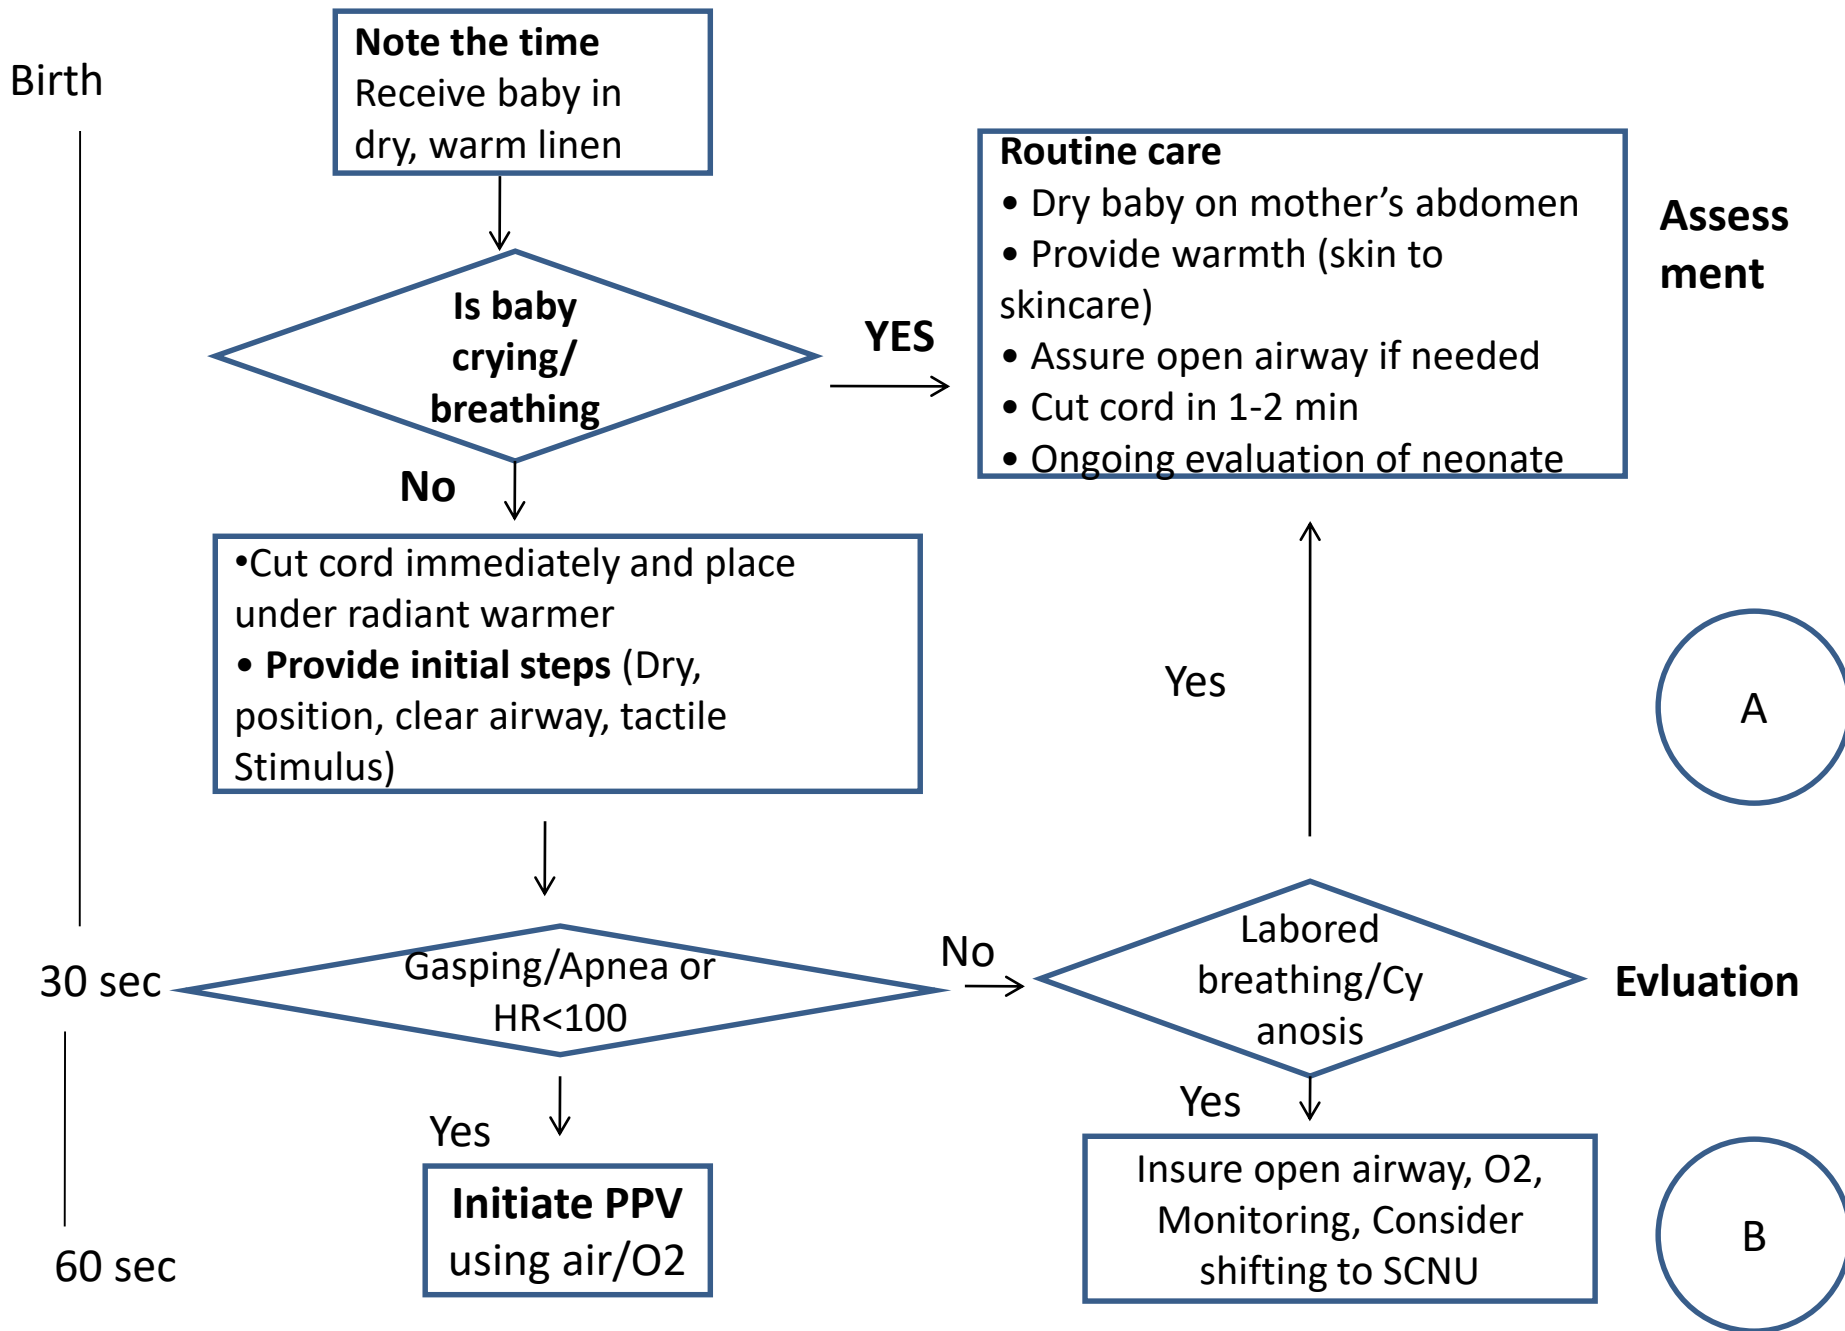 Birth
Note the time
Receive baby in
dry, warm linen
Is baby
crying/
breathing
YES
Routine care
• Dry baby on mother’s abdomen
• Provide warmth (skin to
skincare)
• Assure open airway if needed
• Cut cord in 1-2 min
• Ongoing evaluation of neonate
Assess
ment
No
•Cut cord immediately and place
under radiant warmer
• Provide initial steps (Dry,
position, clear airway, tactile
Stimulus)
Yes
A
30 sec
Gasping/Apnea or
HR<100
No
Labored
breathing/Cy
anosis
Evluation
Yes
Initiate PPV
using air/O2
Yes
Insure open airway, O2,
Monitoring, Consider
shifting to SCNU
B
60 sec